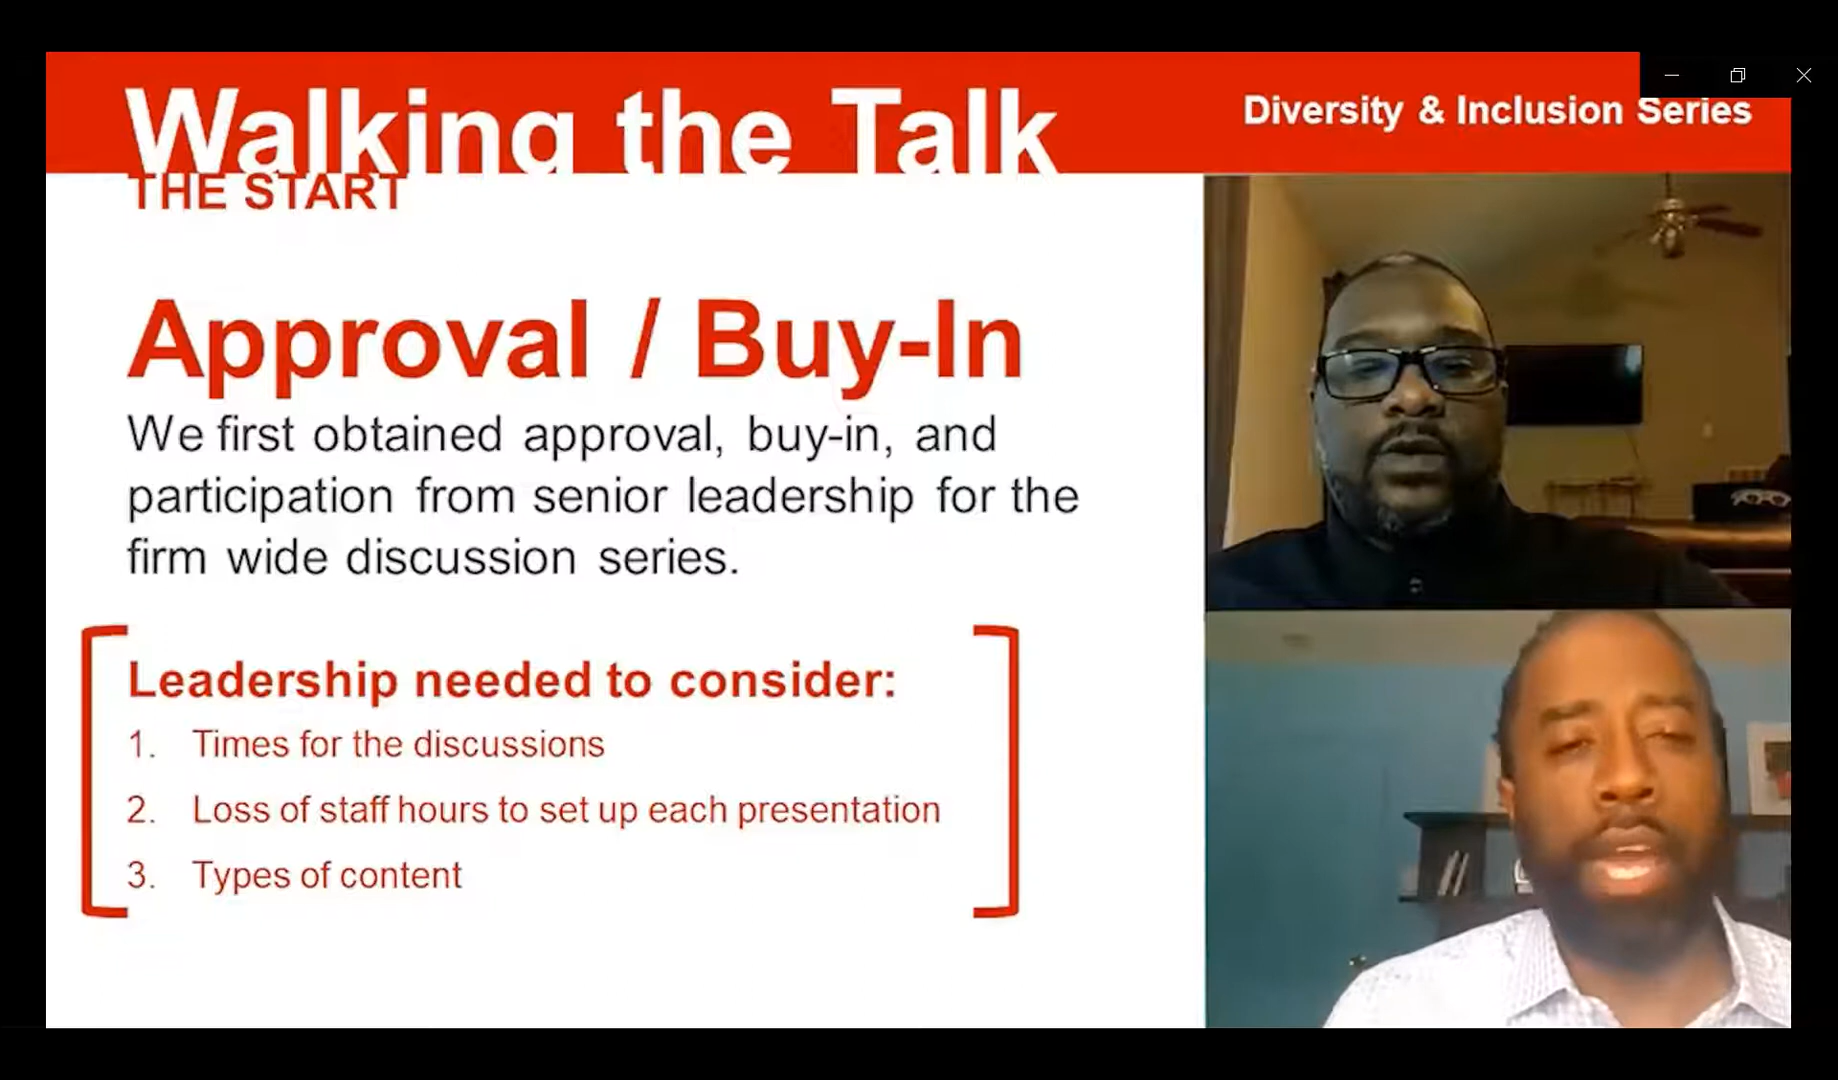 Walking the Talk
Diversity & Inclusion Series
THE START
Approval / Buy-In
We first obtained approval, buy-in, and
participation from senior leadership for the
firm wide discussion series.
Leadership needed to consider:
1. Times for the discussions
2. Loss of staff hours to set up each presentation
3. Types of content